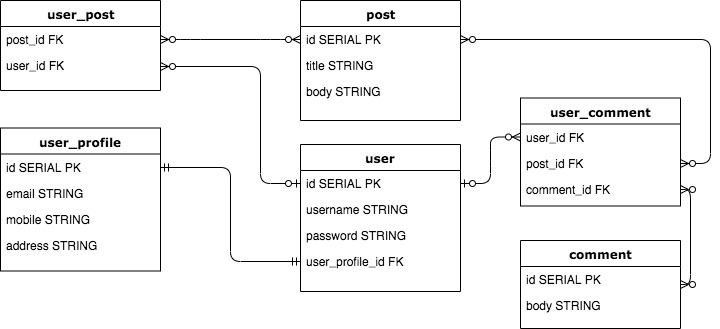 user_post
post_id FK
user_id FK
post
id SERIAL PK
title STRING
body STRING
user_profile
id SERIAL PK
email STRING
mobile STRING
address STRING
user
id SERIAL PK
username STRING
password STRING
user_profile_id FK
user_comment
user_id FK
post_id FK
comment_id FK
comment
id SERIAL PK
body STRING